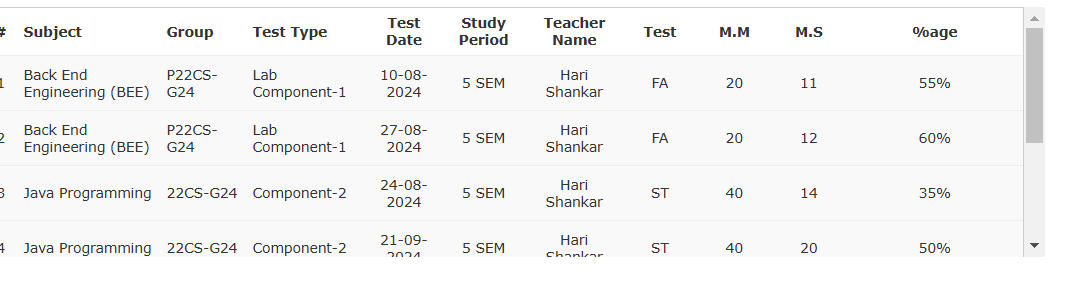 # Subject Group Test Type Test Date Study Period Teacher Name Test M.M M.S %age
1 Back End Engineering (BEE) P22CS-G24 Lab Component-1 10-08-2024 5 SEM Hari Shankar FA 20 11 55%
2 Back End Engineering (BEE) P22CS-G24 Lab Component-1 27-08-2024 5 SEM Hari Shankar FA 20 12 60%
3 Java Programming 22CS-G24 Component-2 24-08-2024 5 SEM Hari Shankar ST 40 14 35%
4 Java Programming 22CS-G24 Component-2 21-09-2024 5 SEM Hari Shankar ST 40 20 50%